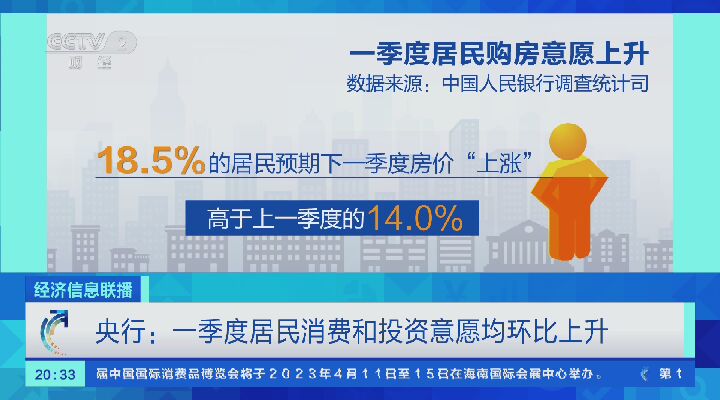 CCTV 2
财经
一季度居民购房意愿上升
数据来源：中国人民银行调查统计司
18.5%的居民预期下一季度房价“上涨”
高于上一季度的14.0%
经济信息联播
央行：一季度居民消费和投资意愿均环比上升
20:33 届中国国际消费品博览会将于2023年4月11日至15日在海南国际会展中心举办。 第1